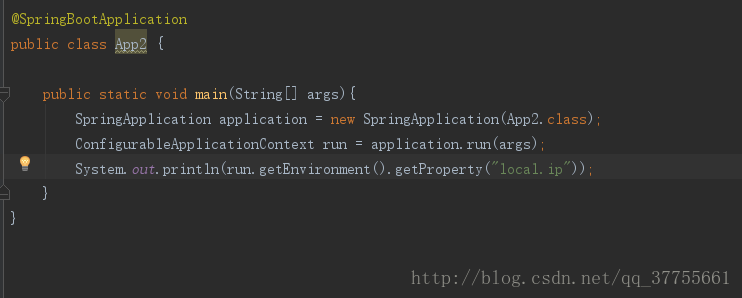 @SpringBootApplication
public class App2 {
public static void main(String[] args){
SpringApplication application = new SpringApplication(App2.class);
ConfigurableApplicationContext run = application.run(args);
System.out.println(run.getEnvironment().getProperty("local.ip"));
}
}
http://blog.csdn.net/qq_37755661